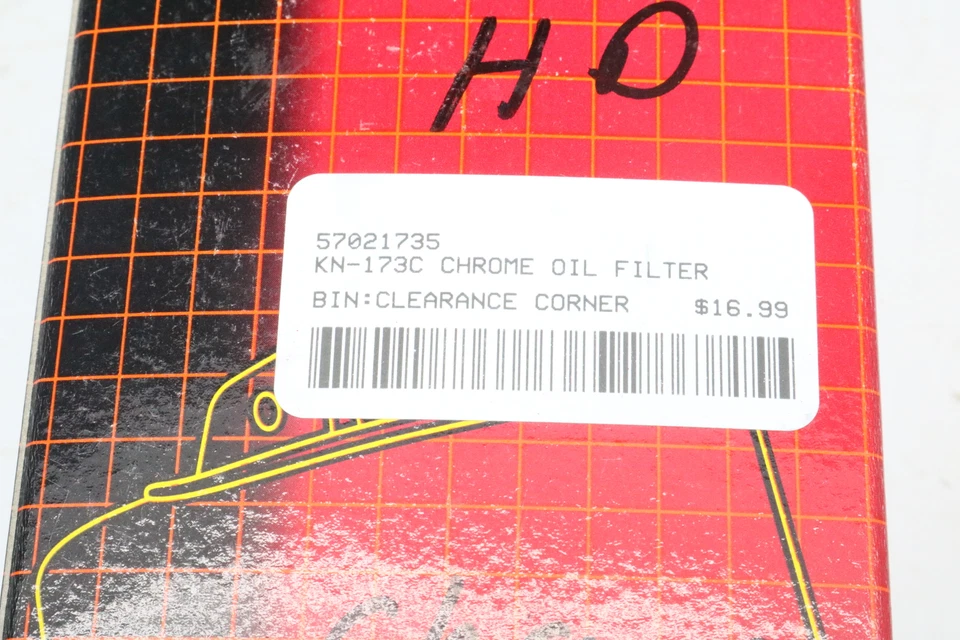 HD
57021735
KN-173C CHROME OIL FILTER
BIN:CLEARANCE CORNER $16.99